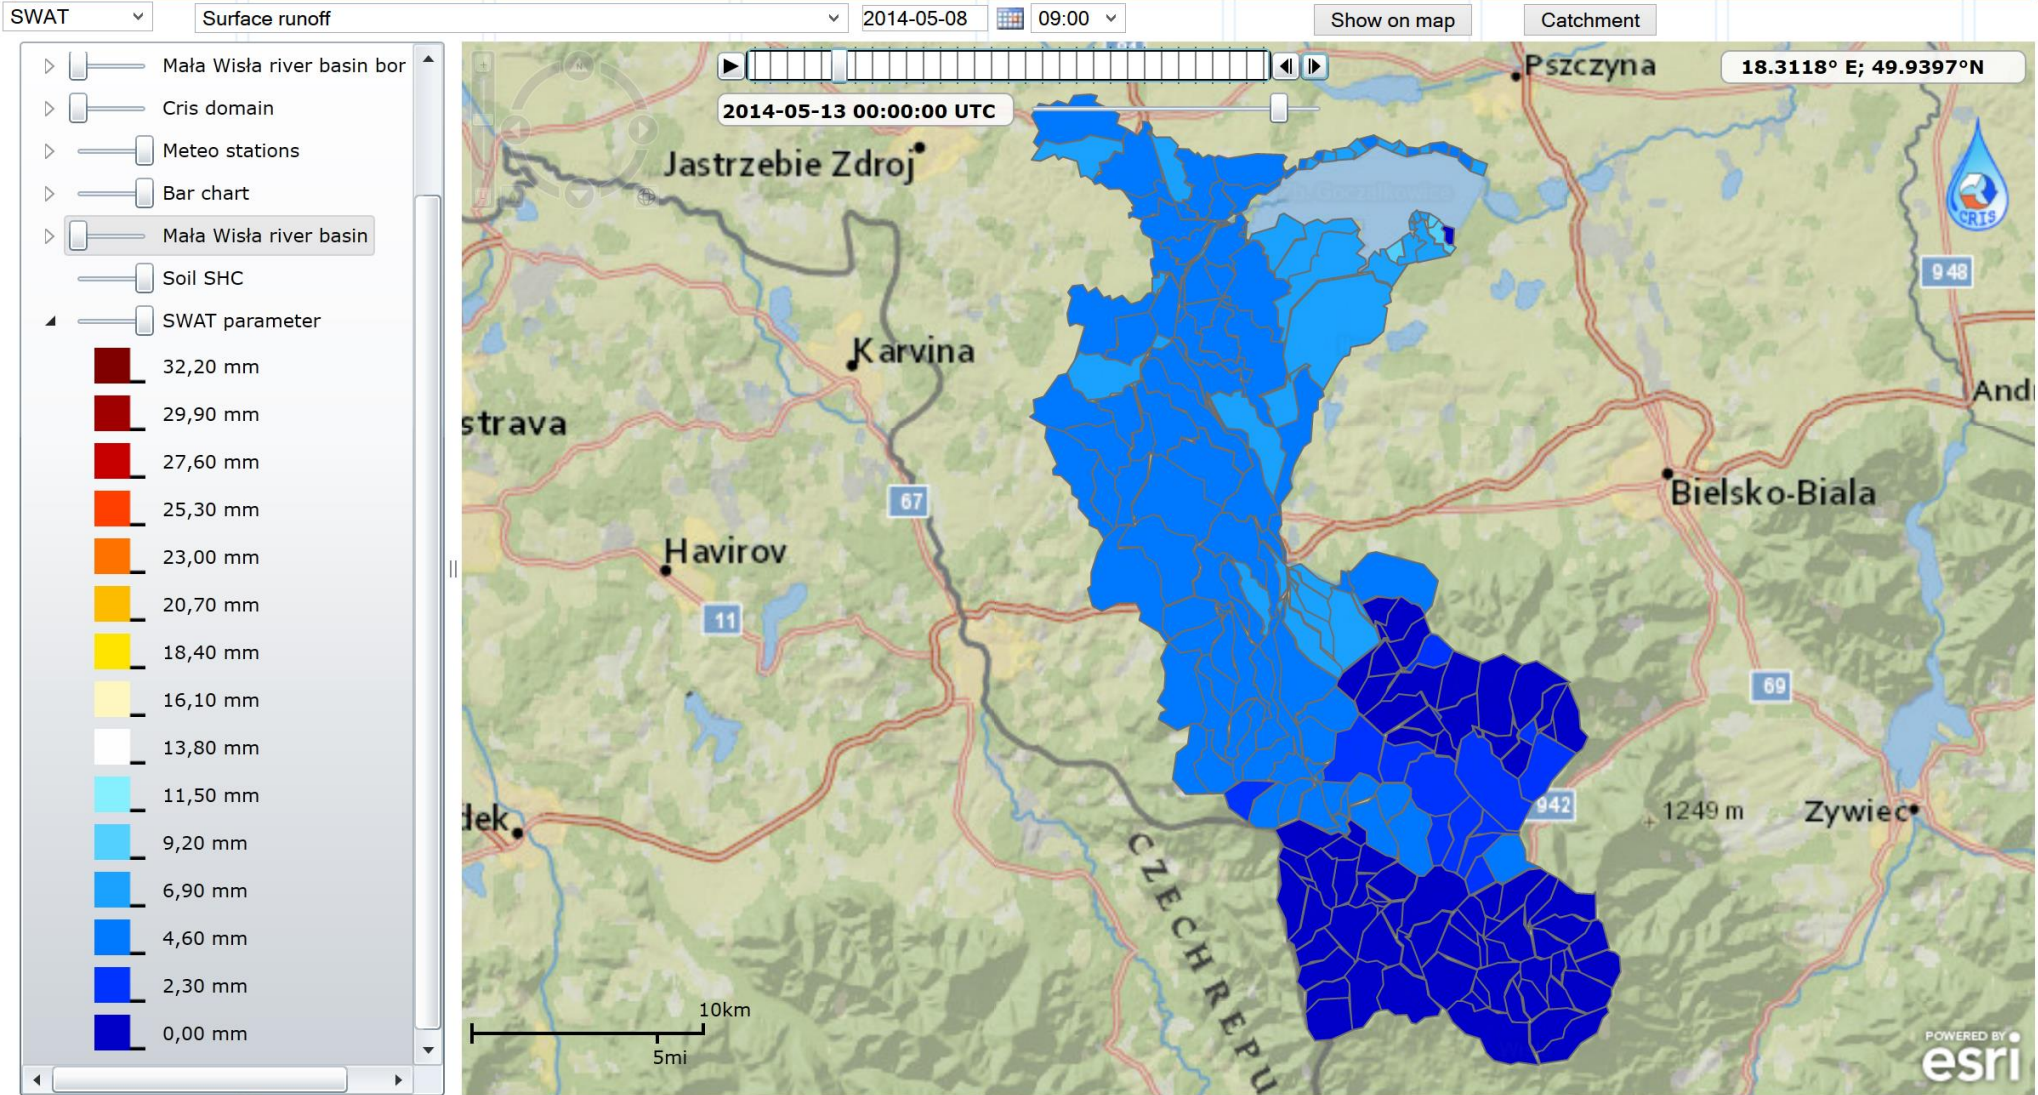 SWAT
Surface runoff
2014-05-08
09:00
Show on map
Catchment
Mała Wisła river basin bor
Cris domain
Meteo stations
Bar chart
Mała Wisła river basin
Soil SHC
SWAT parameter
32,20 mm
29,90 mm
27,60 mm
25,30 mm
23,00 mm
20,70 mm
18,40 mm
16,10 mm
13,80 mm
11,50 mm
9,20 mm
6,90 mm
4,60 mm
2,30 mm
0,00 mm
2014-05-13 00:00:00 UTC
18.3118° E; 49.9397°N
Pszczyna
Jastrzebie Zdroj
CRIS
948
Karvina
Andr
strava
67
Bielsko-Biala
Havirov
11
69
942
1249 m
Zywiec
dek
CZECH REPU
10km
5mi
POWERED BY
esri